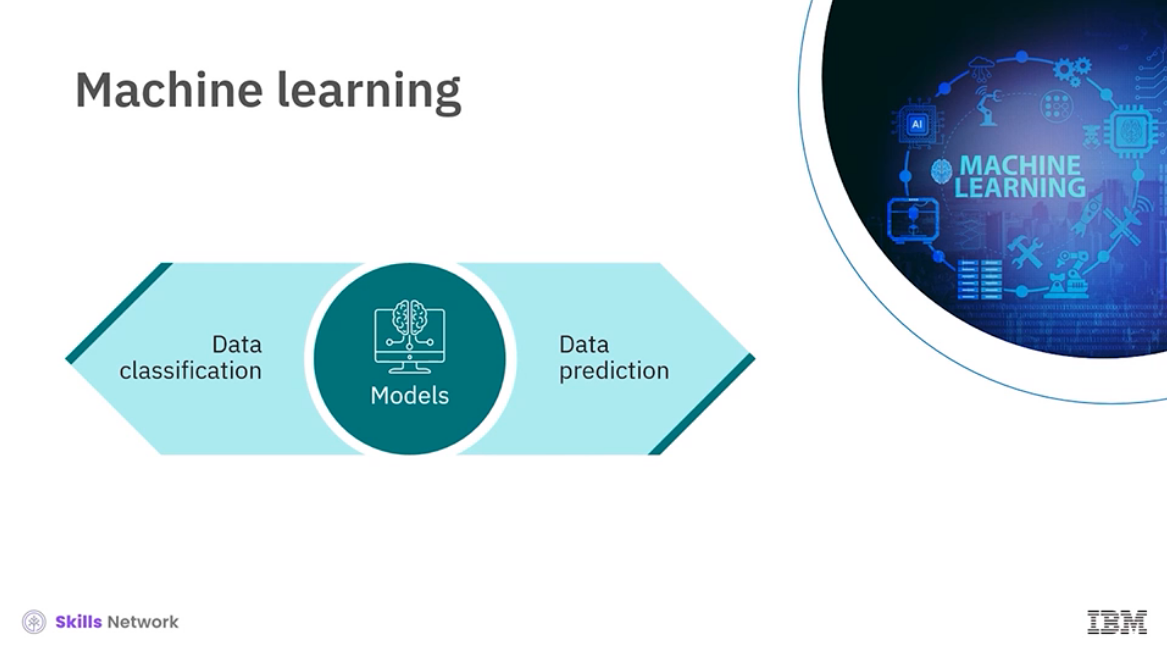 Machine learning
AI
MACHINE
LEARNING
Data
classification
Models
Data
prediction
Skills Network
IBM